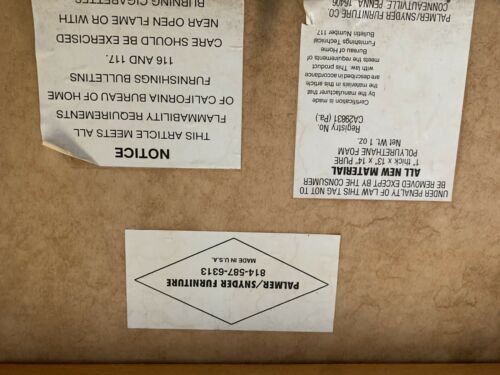 PALMER/SNYDER FURNITURE
814-587-6313
MADE IN U.S.A.
UNDER PENALTY OF LAW THIS TAG NOT TO
BE REMOVED EXCEPT BY THE CONSUMER
ALL NEW MATERIAL
1" thick x 13" x 14" PURE
POLYURETHANE FOAM
Net Wt. 1 oz.
Registry No.
CA29831 (Pa.)
Certification is made
by the manufacturer that
the materials in this article
are described in accordance
with law. This product
meets the requirements of
Bureau of Home
Furnishings Technical
Bulletin Number 117
PALMER/SNYDER FURNITURE CO
CONNEAUTVILLE PENNA. 16406
NOTICE
THIS ARTICLE MEETS ALL
FLAMMABILITY REQUIREMENTS
OF CALIFORNIA BUREAU OF HOME
FURNISHINGS BULLETINS
116 AND 117.
CARE SHOULD BE EXERCISED
NEAR OPEN FLAME OR WITH
BURNING CIGARETTES